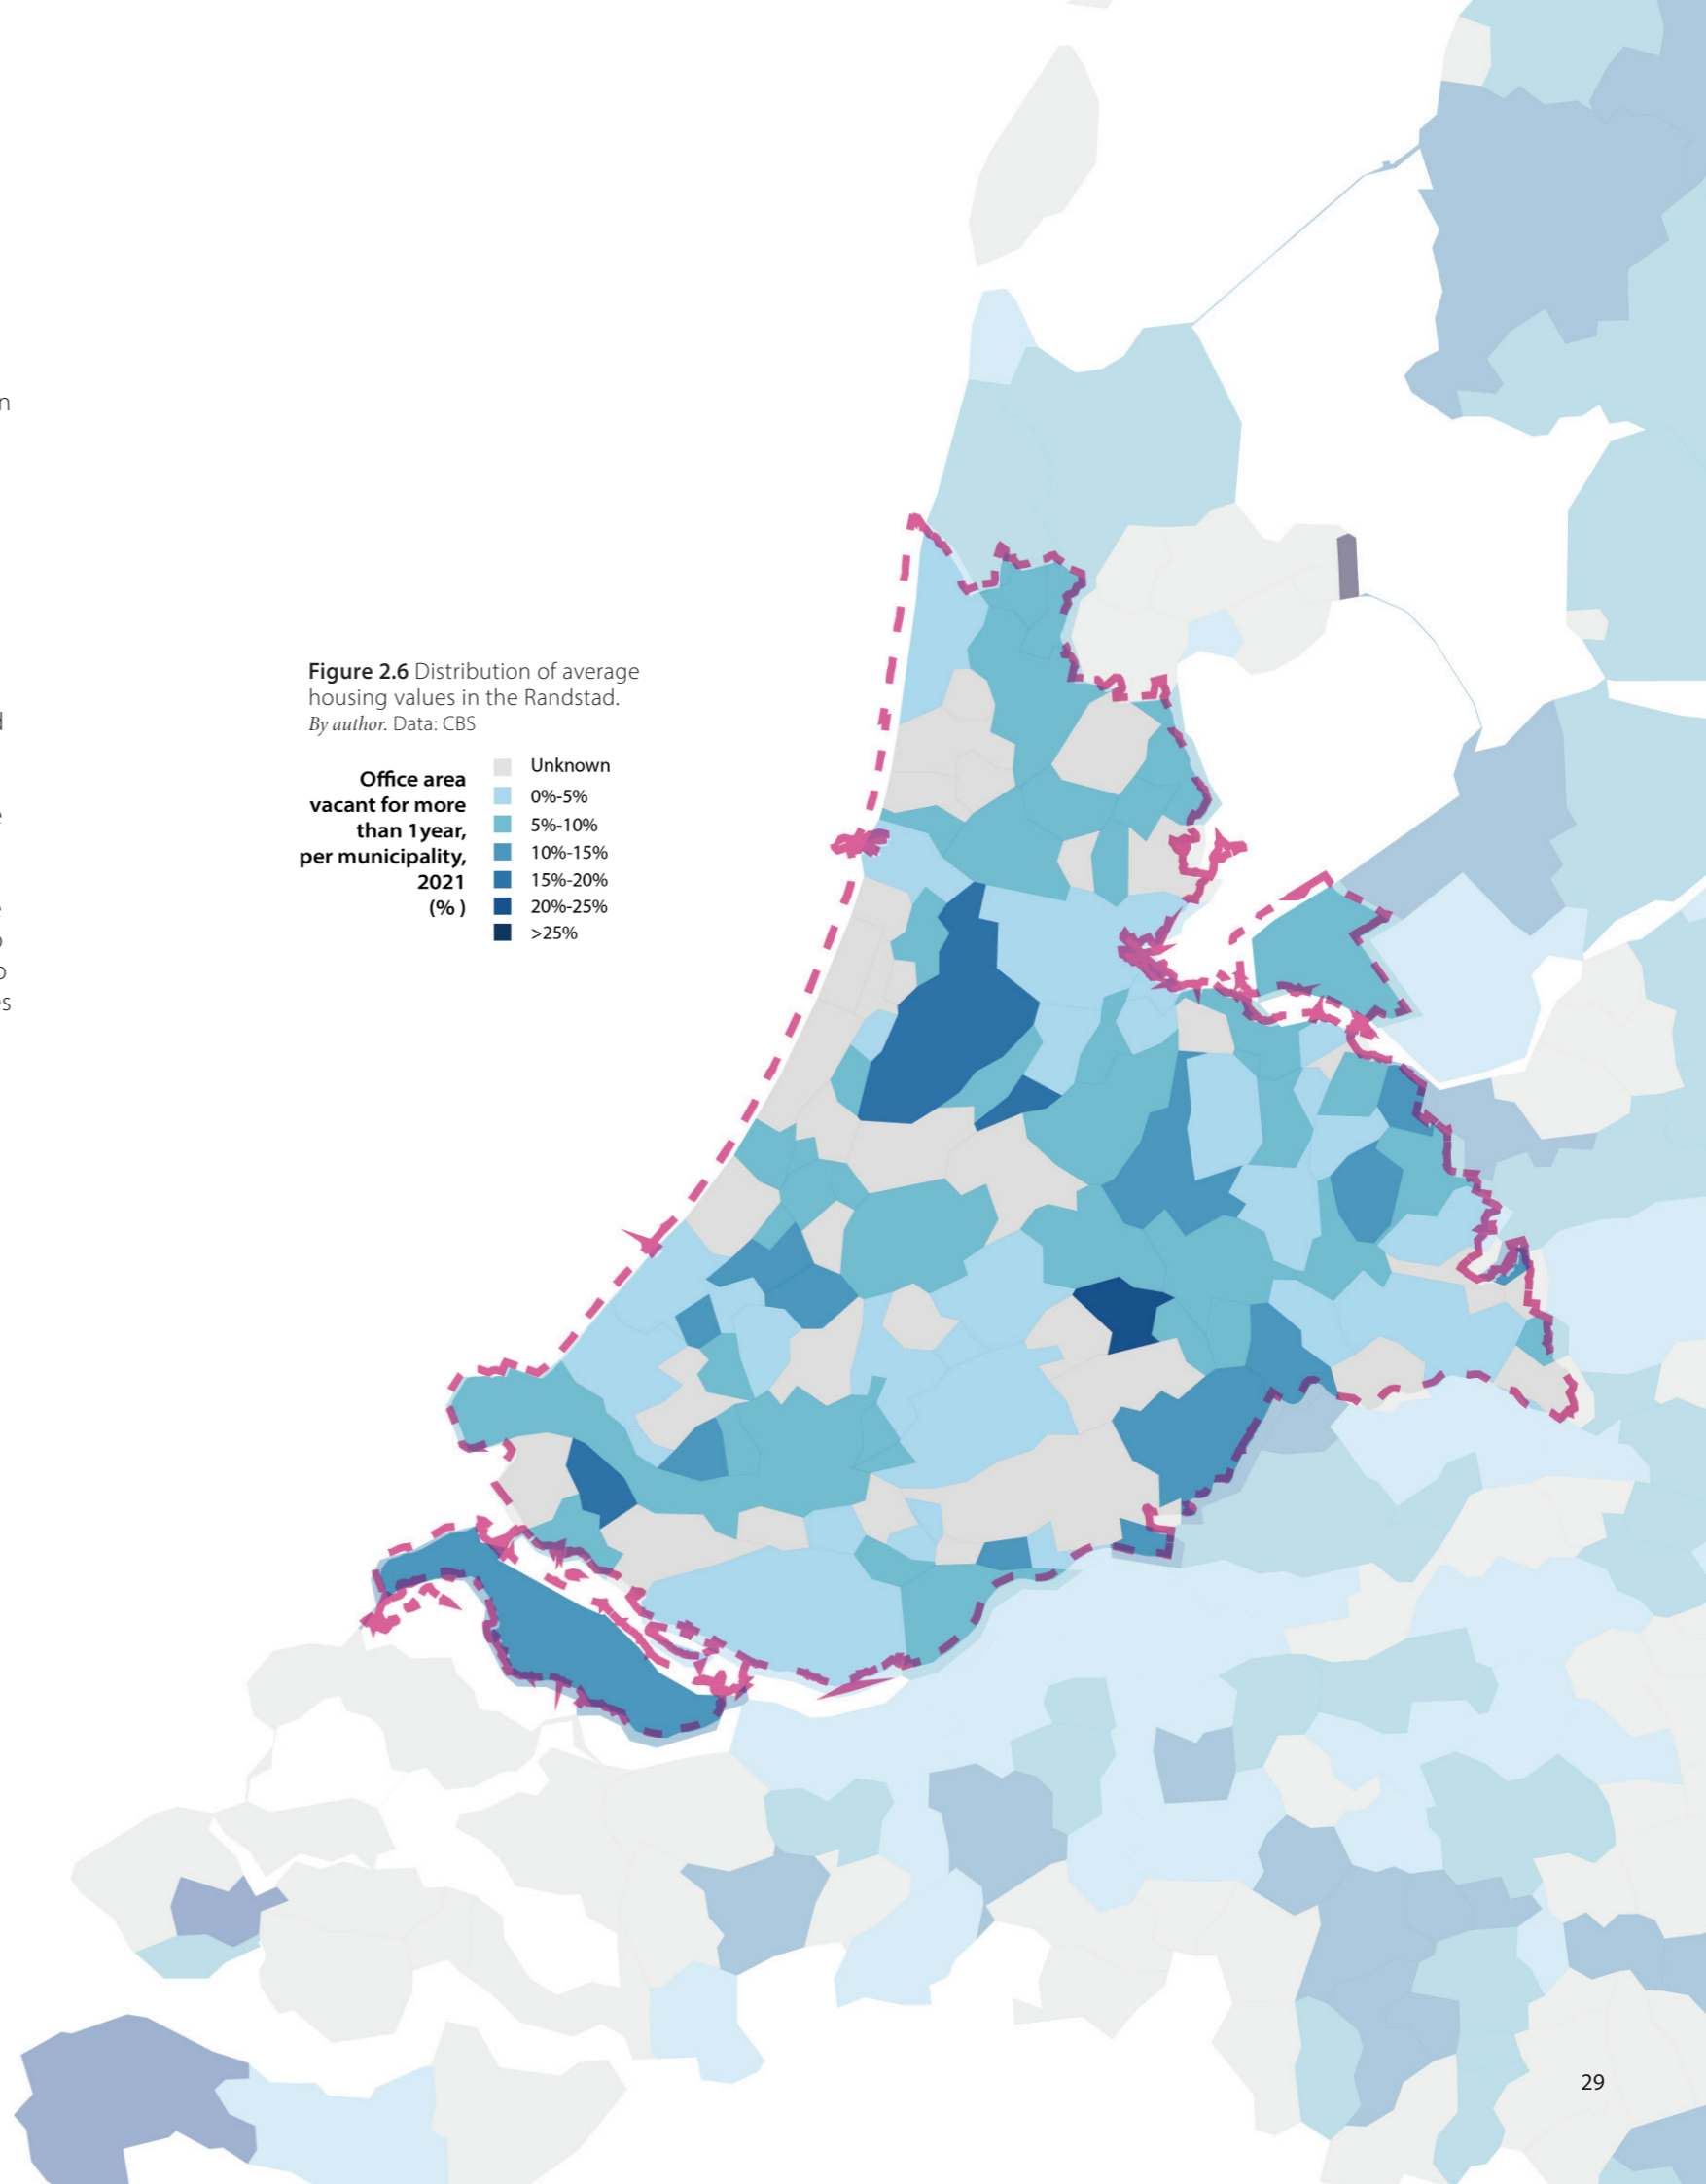 n
d
e
e
o
o
es
Figure 2.6 Distribution of average
housing values in the Randstad.
By author. Data: CBS
Office area
vacant for more
than 1year,
per municipality,
2021
(% )
Unknown
0%-5%
5%-10%
10%-15%
15%-20%
20%-25%
>25%
29